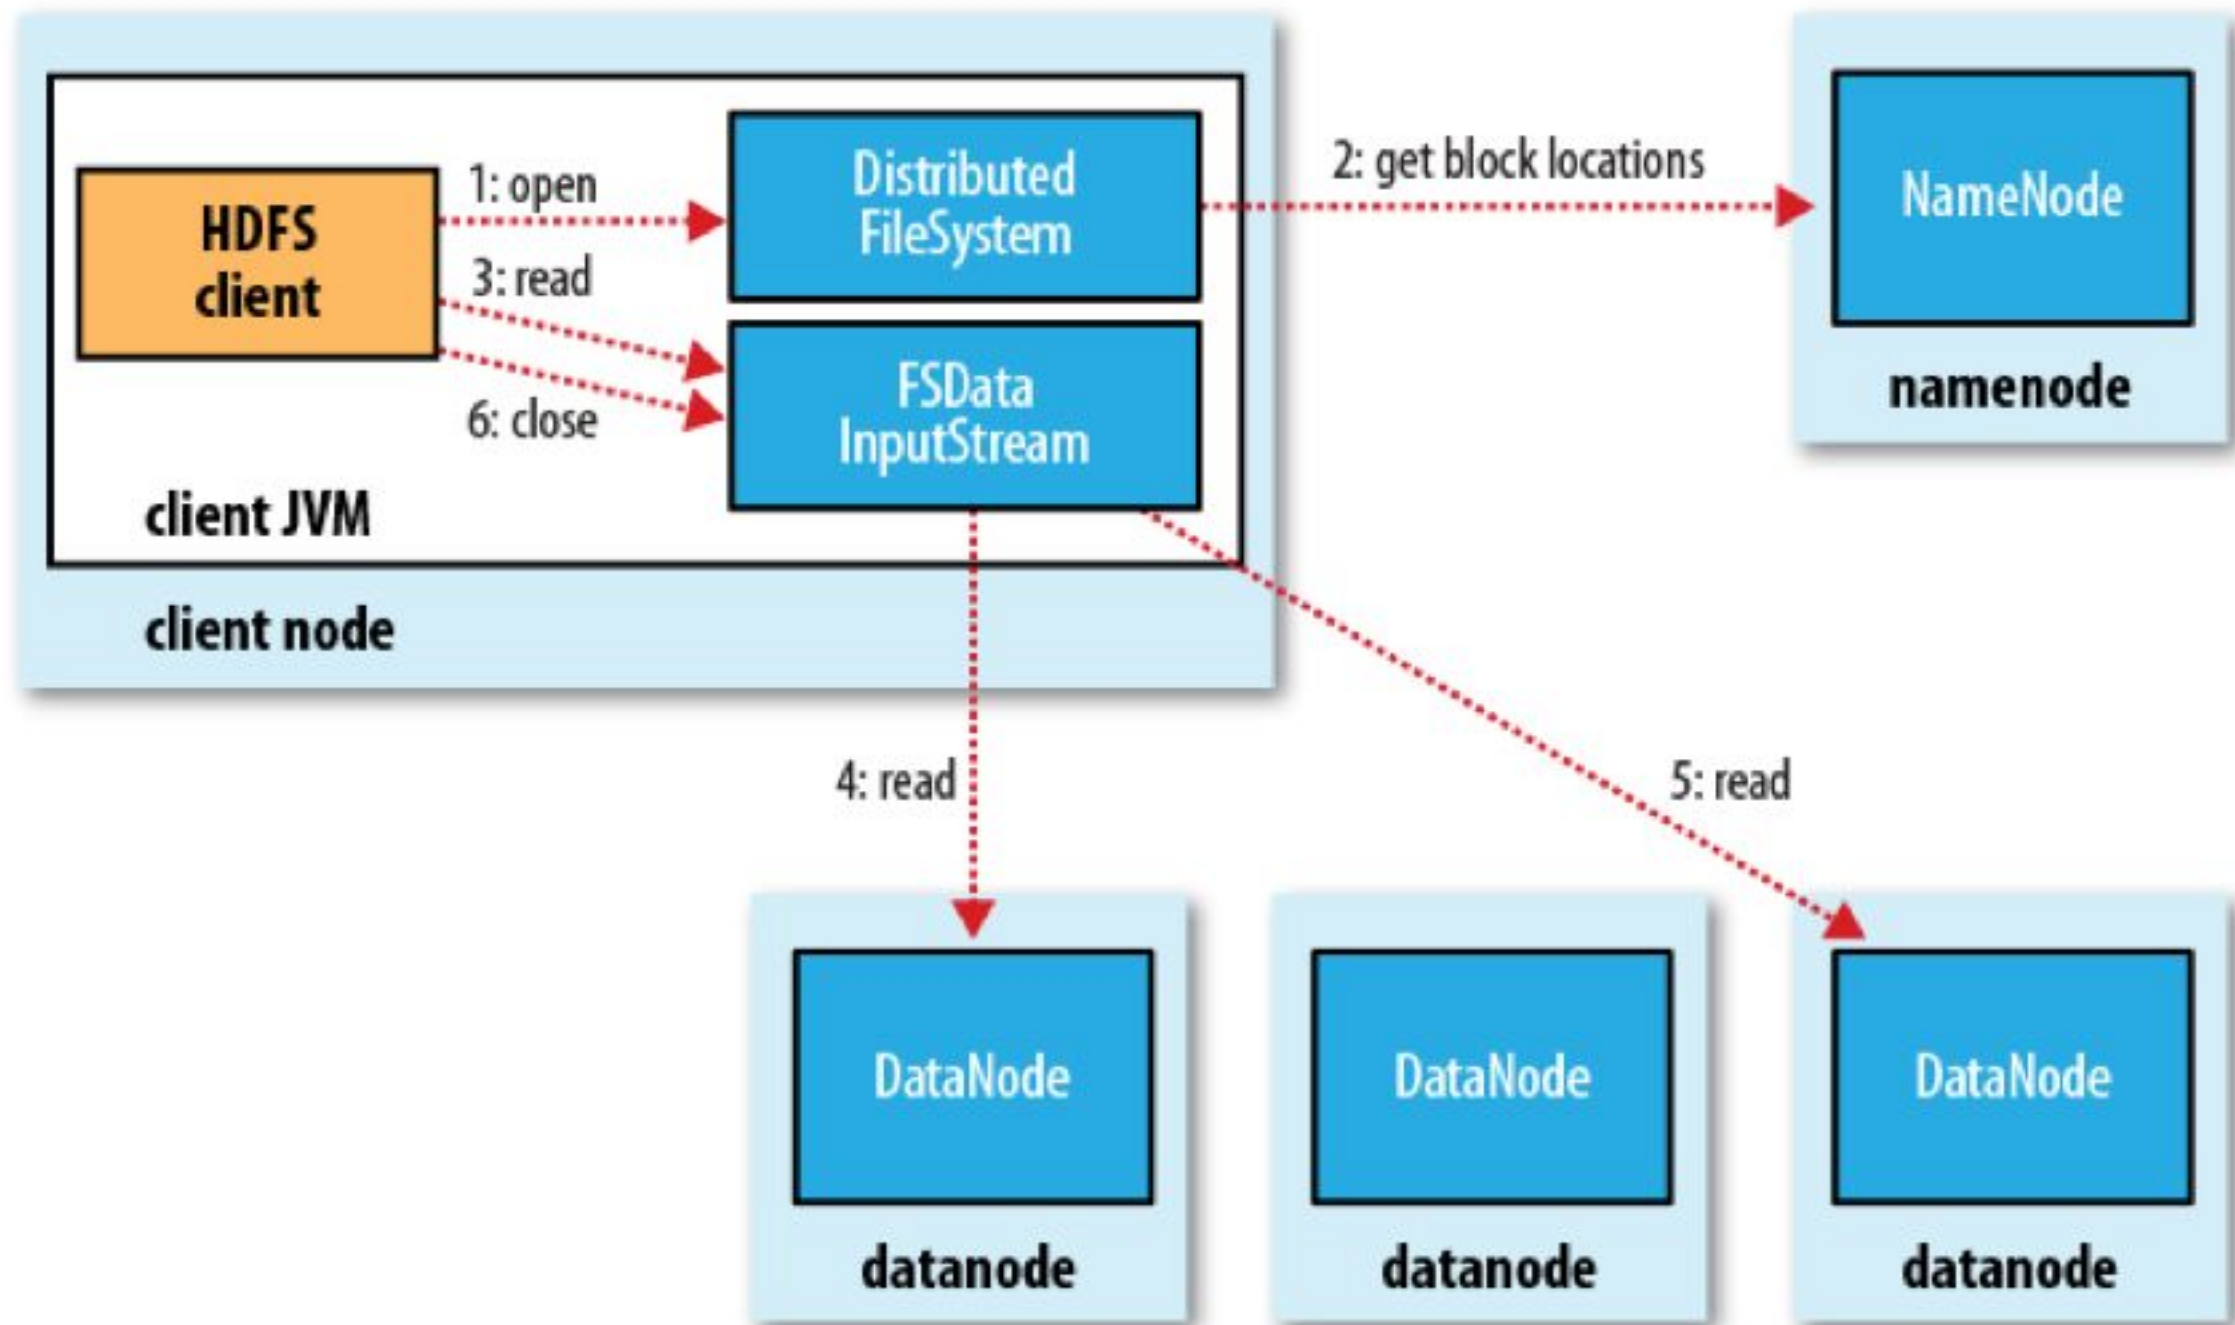 1: open
Distributed
FileSystem
2: get block locations
NameNode
HDFS
client
3: read
FSData
InputStream
namenode
6: close
client JVM
client node
4: read
5: read
DataNode
DataNode
DataNode
datanode
datanode
datanode